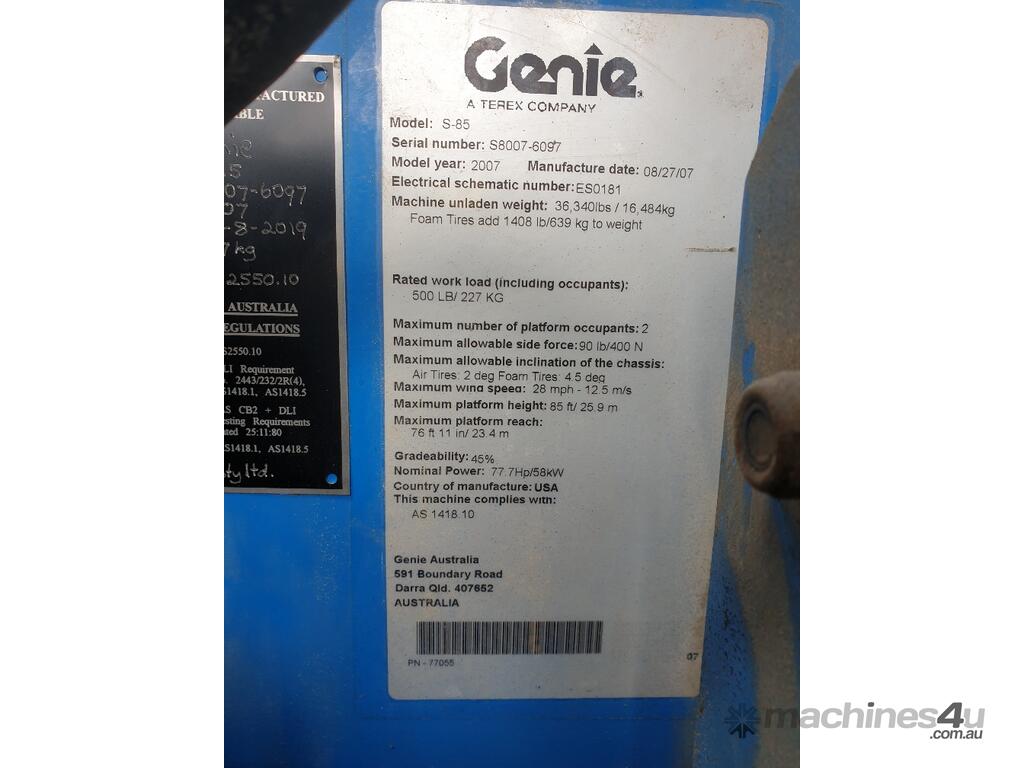 ACTURED
BLE
07-6097
07
-8-2019
7 kg
2550.10
AUSTRALIA
EGULATIONS
S2550.10
LI Requirement
. 2443/232/2R(4),
S1418.1, AS1418.5
S CB2 + DLI
esting Requirements
ated 25:11:80
S1418.1, AS1418.5
ty ltd.
Genie
A TEREX COMPANY
Model: S-85
Serial number: S8007-6097
Model year: 2007 Manufacture date: 08/27/07
Electrical schematic number: ES0181
Machine unladen weight: 36,340lbs / 16,484kg
Foam Tires add 1408 lb/639 kg to weight
Rated work load (including occupants):
500 LB/ 227 KG
Maximum number of platform occupants: 2
Maximum allowable side force: 90 lb/400 N
Maximum allowable inclination of the chassis:
Air Tires: 2 deg Foam Tires: 4.5 deg
Maximum wind speed: 28 mph - 12.5 m/s
Maximum platform height: 85 ft/ 25.9 m
Maximum platform reach:
76 ft 11 in/ 23.4 m
Gradeability: 45%
Nominal Power: 77.7Hp/58kW
Country of manufacture: USA
This machine complies with:
AS 1418.10
Genie Australia
591 Boundary Road
Darra Qld. 407652
AUSTRALIA
PN - 77055
07
machines4u
.com.au